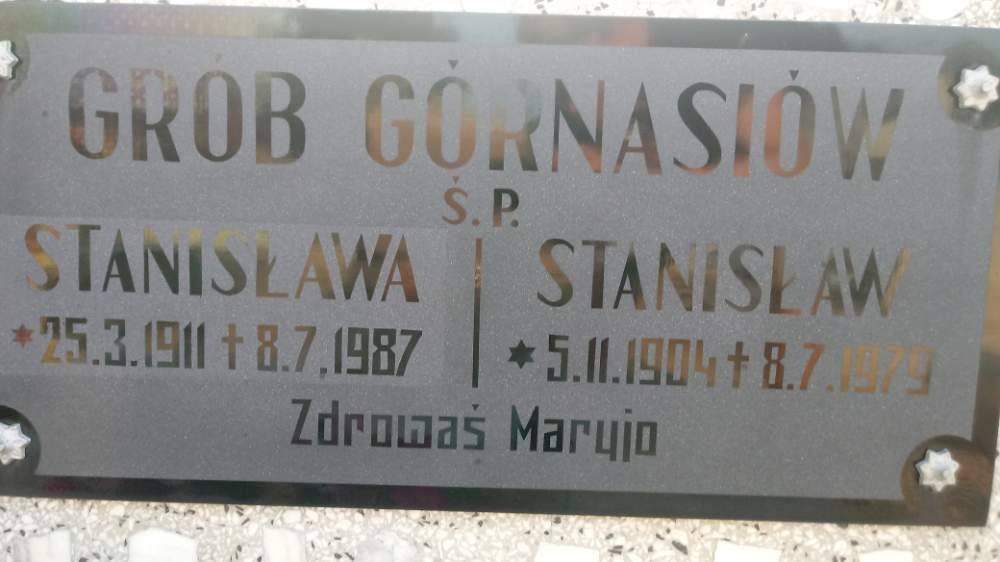 GRÓB GÓRNASIÓW
Ś.P.
STANISŁAWA
*25.3.1911 † 8.7.1987
STANISŁAW
*5.11.1904 † 8.7.1979
Zdrowaś Maryjo